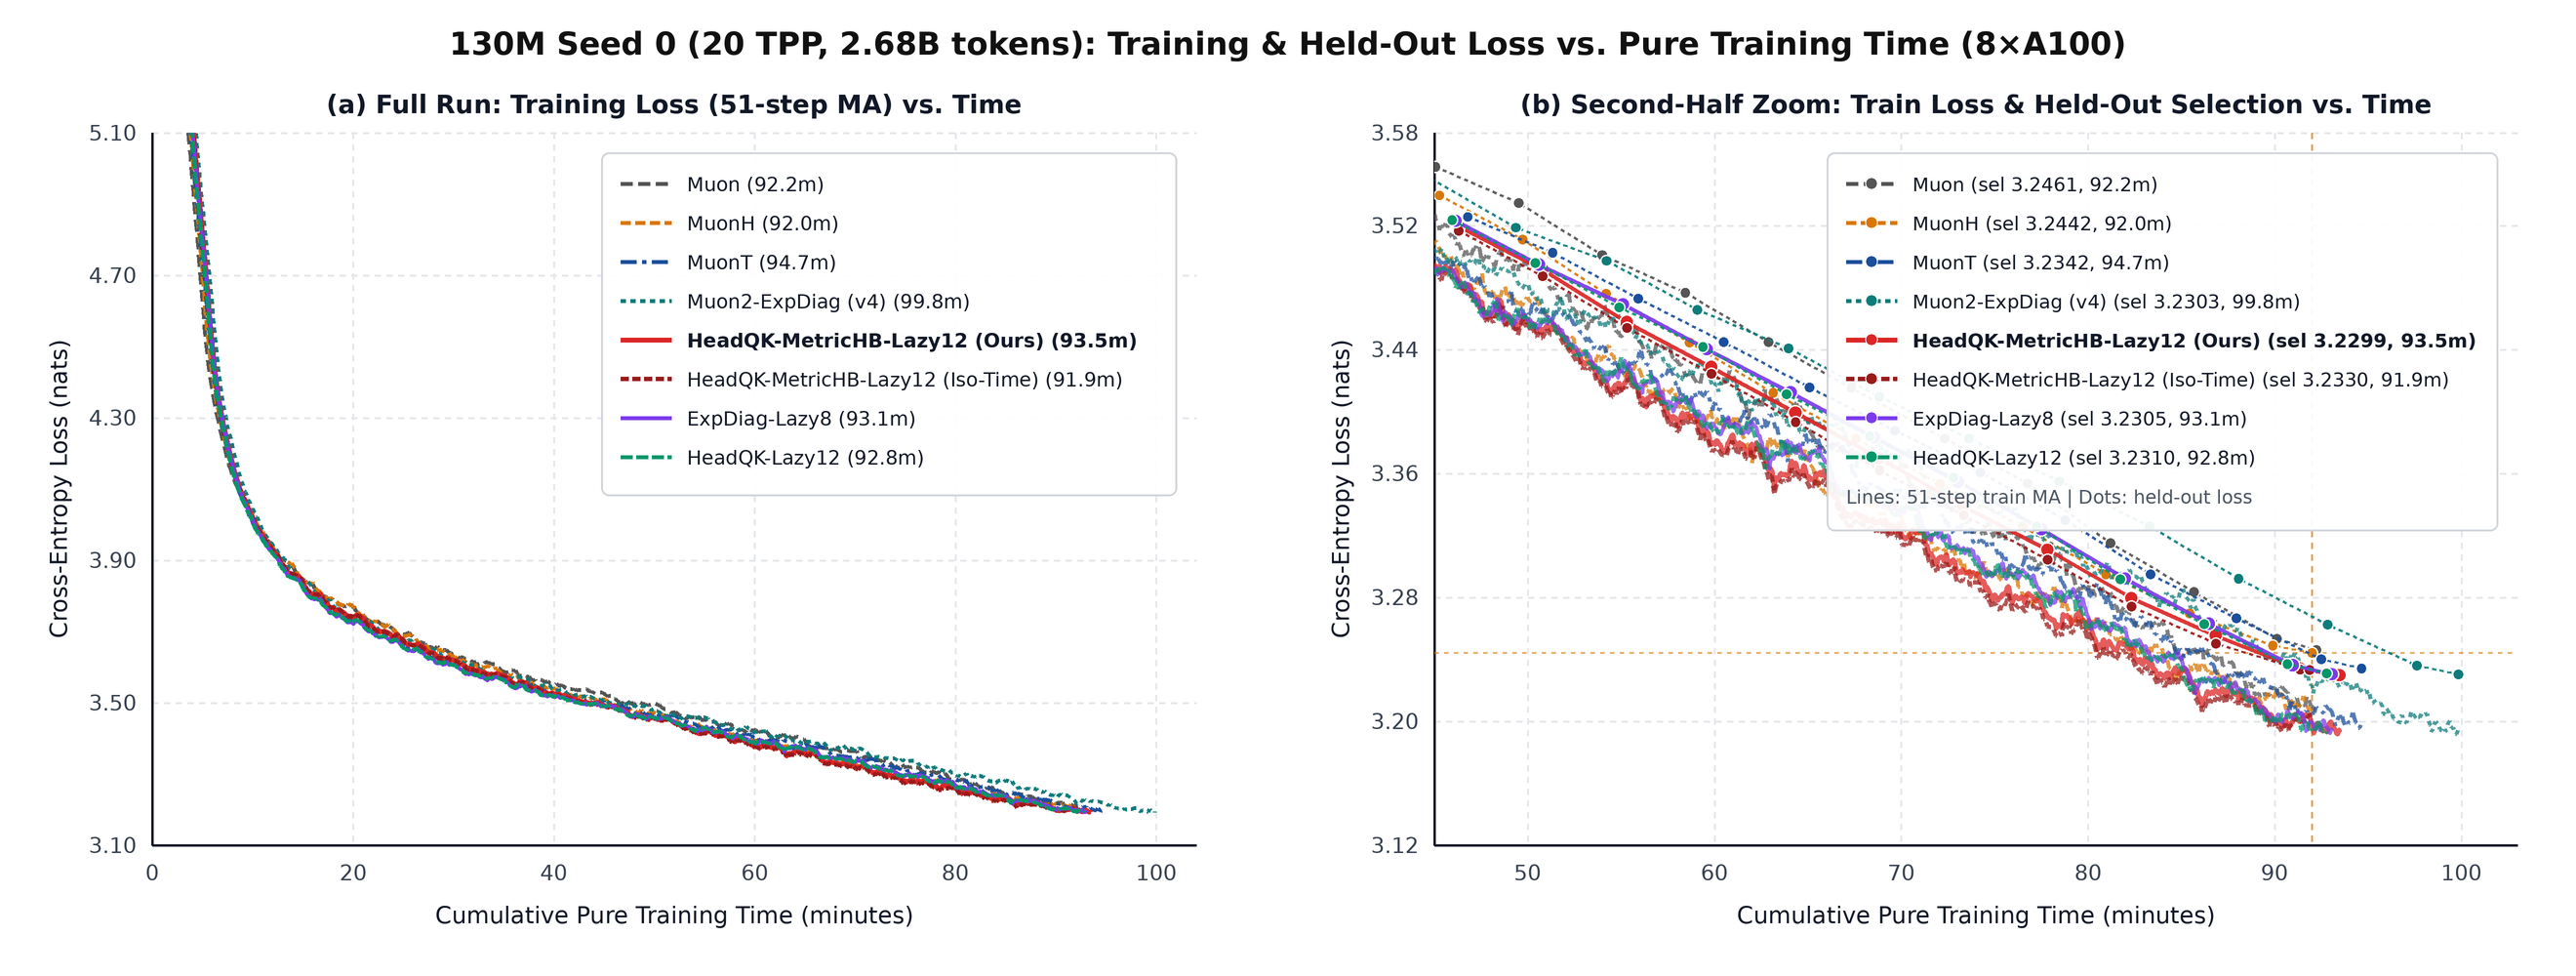 130M Seed 0 (20 TPP, 2.68B tokens): Training & Held-Out Loss vs. Pure Training Time (8×A100)
(a) Full Run: Training Loss (51-step MA) vs. Time
5.10
4.70
4.30
3.90
3.50
3.10
Cross-Entropy Loss (nats)
Muon (92.2m)
MuonH (92.0m)
MuonT (94.7m)
Muon2-ExpDiag (v4) (99.8m)
HeadQK-MetricHB-Lazy12 (Ours) (93.5m)
HeadQK-MetricHB-Lazy12 (Iso-Time) (91.9m)
ExpDiag-Lazy8 (93.1m)
HeadQK-Lazy12 (92.8m)
0 20 40 60 80 100
Cumulative Pure Training Time (minutes)
(b) Second-Half Zoom: Train Loss & Held-Out Selection vs. Time
3.58
3.52
3.44
3.36
3.28
3.20
3.12
Cross-Entropy Loss (nats)
Muon (sel 3.2461, 92.2m)
MuonH (sel 3.2442, 92.0m)
MuonT (sel 3.2342, 94.7m)
Muon2-ExpDiag (v4) (sel 3.2303, 99.8m)
HeadQK-MetricHB-Lazy12 (Ours) (sel 3.2299, 93.5m)
HeadQK-MetricHB-Lazy12 (Iso-Time) (sel 3.2330, 91.9m)
ExpDiag-Lazy8 (sel 3.2305, 93.1m)
HeadQK-Lazy12 (sel 3.2310, 92.8m)
Lines: 51-step train MA | Dots: held-out loss
50 60 70 80 90 100
Cumulative Pure Training Time (minutes)